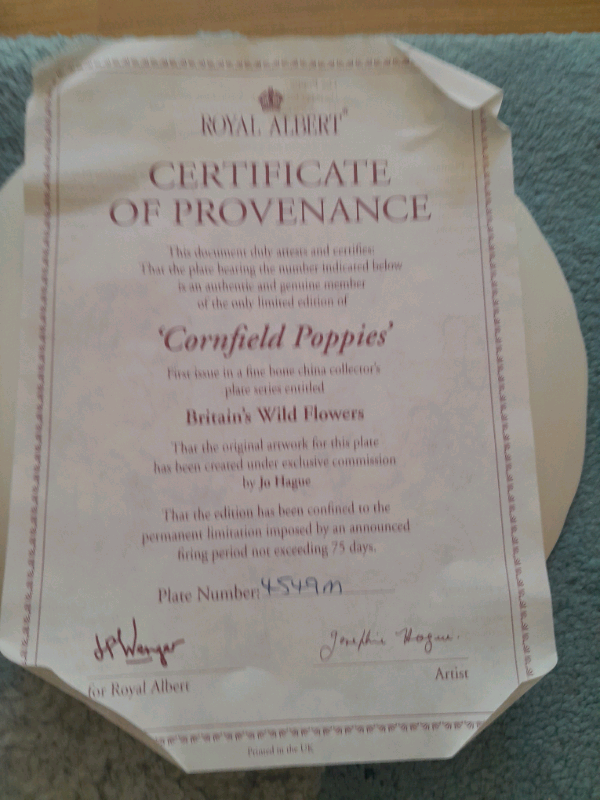 ROYAL ALBERT®
CERTIFICATE
OF PROVENANCE
This document duly attests and certifies:
That the plate bearing the number indicated below
is an authentic and genuine member
of the only limited edition of
‘Cornfield Poppies’
First issue in a fine bone china collector's
plate series entitled
Britain's Wild Flowers
That the original artwork for this plate
has been created under exclusive commission
by Jo Hague
That the edition has been confined to the
permanent limitation imposed by an announced
firing period not exceeding 75 days.
Plate Number: 4549m
Josephine Hague.
for Royal Albert
Artist
Printed in the UK